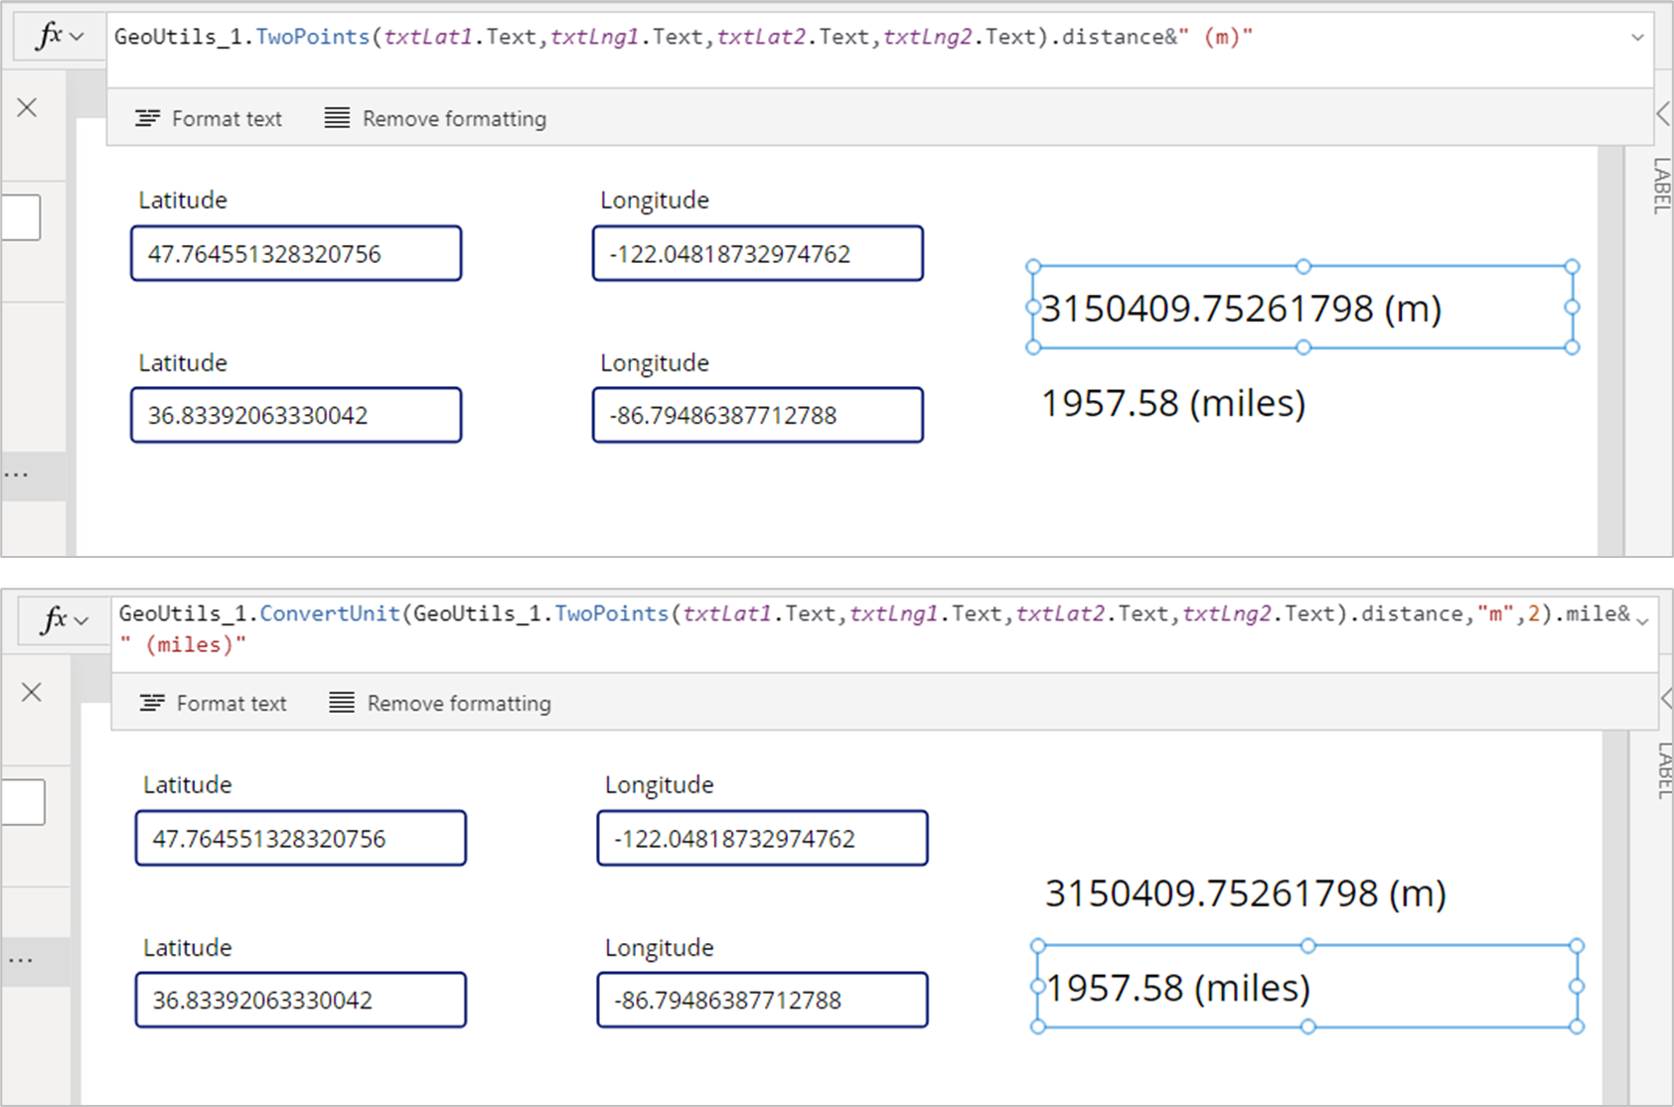 fx GeoUtils_1.TwoPoints(txtLat1.Text,txtLng1.Text,txtLat2.Text,txtLng2.Text).distance&" (m)"
Format text Remove formatting
LABEL
Latitude Longitude
47.764551328320756 -122.04818732974762
3150409.75261798 (m)
Latitude Longitude
36.83392063330042 -86.79486387712788
1957.58 (miles)
...
fx GeoUtils_1.ConvertUnit(GeoUtils_1.TwoPoints(txtLat1.Text,txtLng1.Text,txtLat2.Text,txtLng2.Text).distance,"m",2).mile&
" (miles)"
Format text Remove formatting
LABEL
Latitude Longitude
47.764551328320756 -122.04818732974762
3150409.75261798 (m)
Latitude Longitude
36.83392063330042 -86.79486387712788
1957.58 (miles)
...